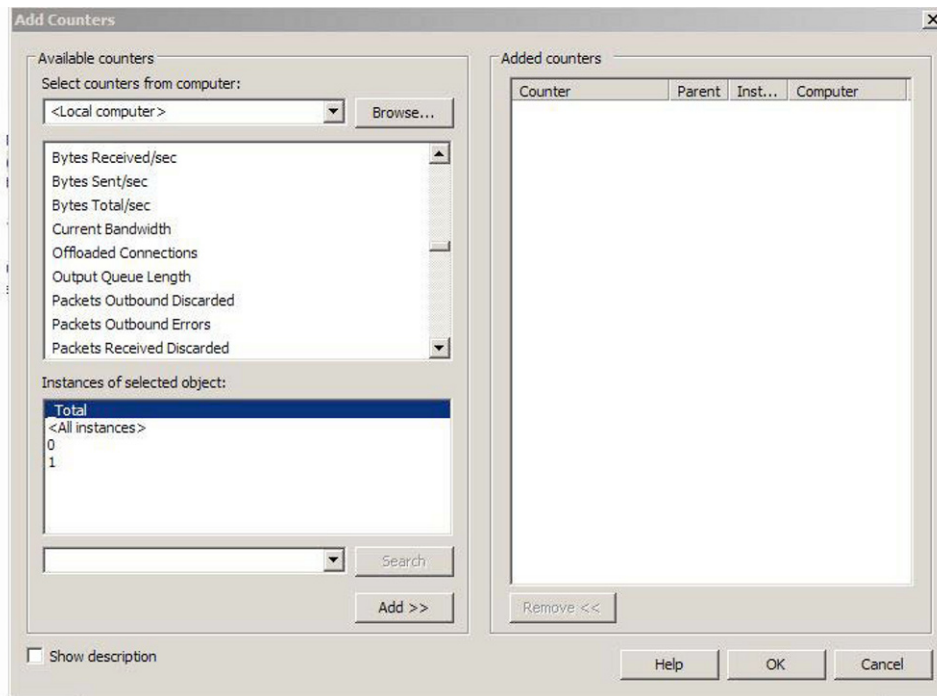 Add Counters
Available counters
Select counters from computer:
<Local computer>
Browse...
Bytes Received/sec
Bytes Sent/sec
Bytes Total/sec
Current Bandwidth
Offloaded Connections
Output Queue Length
Packets Outbound Discarded
Packets Outbound Errors
Packets Received Discarded
Instances of selected object:
_Total
<All instances>
0
1
Search
Add >>
Show description
Added counters
Counter Parent Inst... Computer
Remove <<
Help OK Cancel